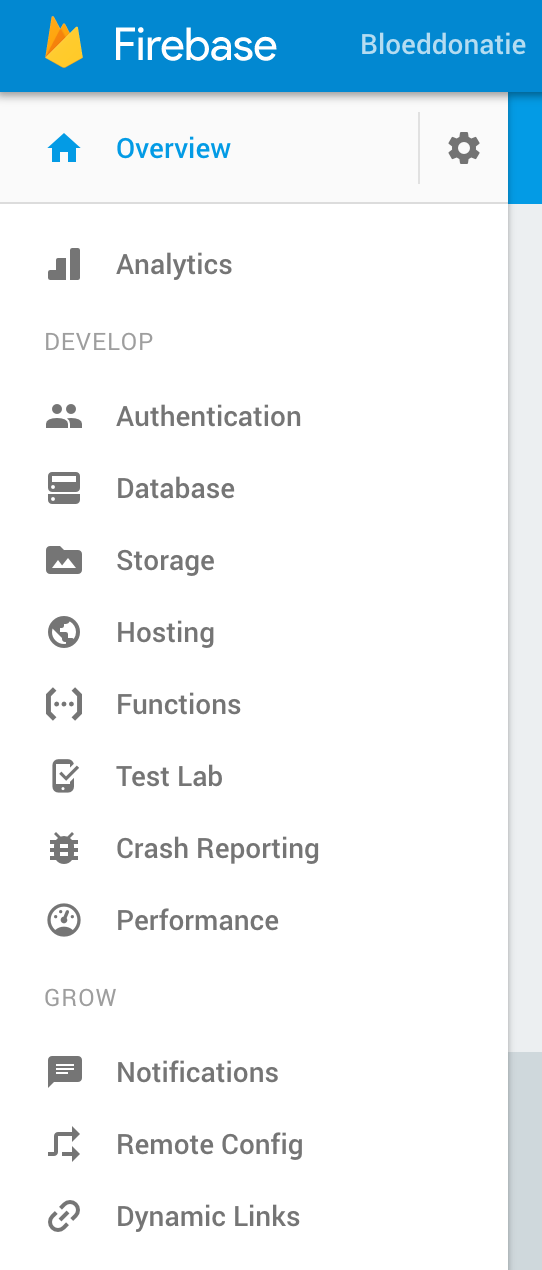 Firebase
Bloeddonatie
Overview
Analytics
DEVELOP
Authentication
Database
Storage
Hosting
Functions
Test Lab
Crash Reporting
Performance
GROW
Notifications
Remote Config
Dynamic Links